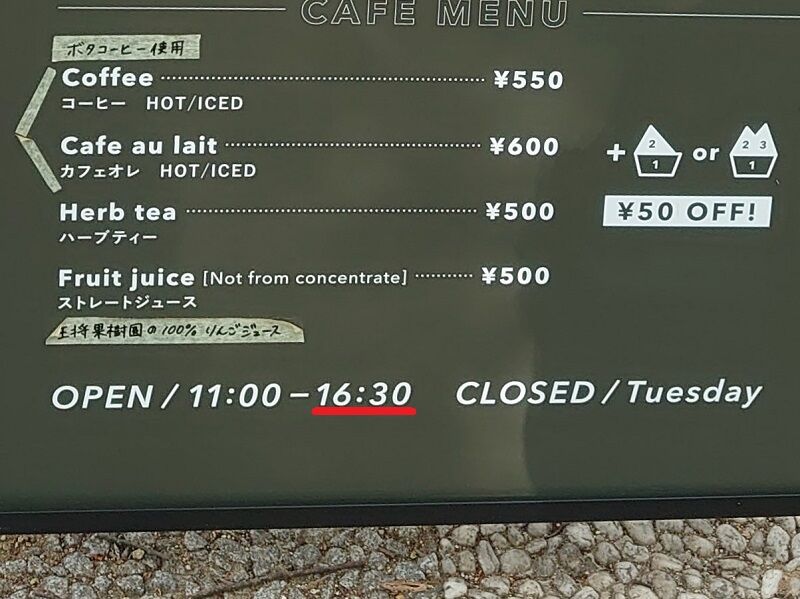 CAFE MENU
ボタコーヒー使用
Coffee ¥550
コーヒー HOT/ICED
Cafe au lait ¥600
カフェオレ HOT/ICED
+ 2 1 or 2 3 1
Herb tea ¥500
¥50 OFF!
ハーブティー
Fruit juice [Not from concentrate] ¥500
ストレートジュース
王将果樹園の100%りんごジュース
OPEN / 11:00 – 16:30 CLOSED / Tuesday